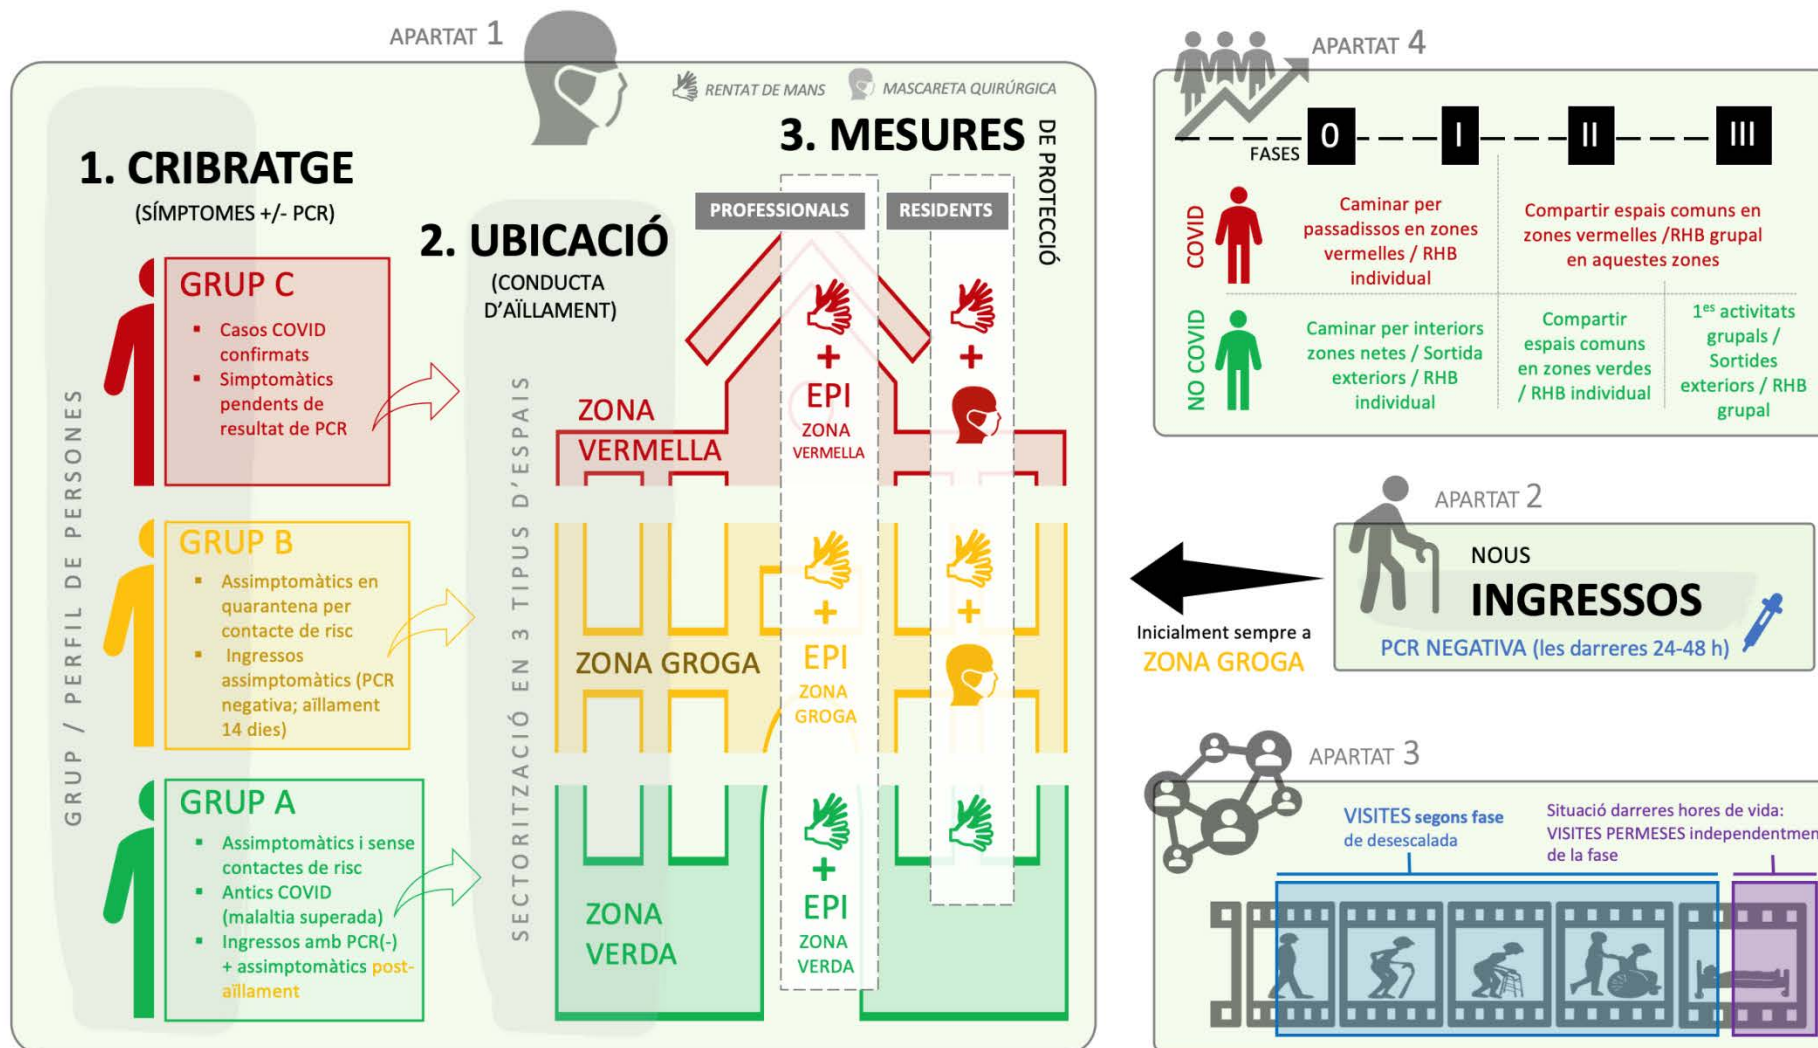 APARTAT 1
RENTAT DE MANS
MASCARETA QUIRÚRGICA
GRUP / PERFIL DE PERSONES
1. CRIBRATGE
(SÍMPTOMES +/- PCR)
GRUP C
▪ Casos COVID
confirmats
▪ Simptomàtics
pendents de
resultat de PCR
GRUP B
▪ Assimptomàtics en
quarantena per
contacte de risc
▪ Ingressos
assimptomàtics (PCR
negativa; aïllament
14 dies)
GRUP A
▪ Assimptomàtics i sense
contactes de risc
▪ Antics COVID
(malaltia superada)
▪ Ingressos amb PCR(-)
+ assimptomàtics post-
aïllament
2. UBICACIÓ
(CONDUCTA
D'AÏLLAMENT)
SECTORITZACIÓ EN 3 TIPUS D'ESPAIS
ZONA
VERMELLA
ZONA GROGA
ZONA
VERDA
3. MESURES
DE PROTECCIÓ
PROFESSIONALS
RESIDENTS
+
EPI
ZONA
VERMELLA
+
+
EPI
ZONA
GROGA
+
+
EPI
ZONA
VERDA
APARTAT 4
FASES
0
I
II
III
COVID
Caminar per
passadissos en zones
vermelles / RHB
individual
Compartir espais comuns en
zones vermelles /RHB grupal
en aquestes zones
NO COVID
Caminar per interiors
zones netes / Sortida
exteriors / RHB
individual
Compartir
espais comuns
en zones verdes
/ RHB individual
1es activitats
grupals /
Sortides
exteriors / RHB
grupal
APARTAT 2
NOUS
INGRESSOS
PCR NEGATIVA (les darreres 24-48 h)
Inicialment sempre a
ZONA GROGA
APARTAT 3
VISITES segons fase
de desescalada
Situació darreres hores de vida:
VISITES PERMESES independentmen
de la fase